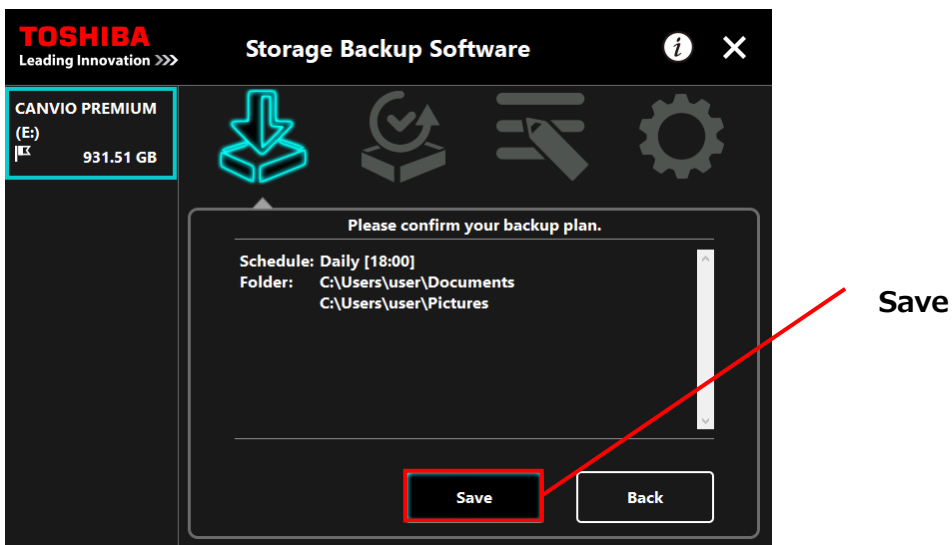 TOSHIBA
Leading Innovation >>>
Storage Backup Software
i
CANVIO PREMIUM
(E:)
931.51 GB
Please confirm your backup plan.
Schedule: Daily [18:00]
Folder: C:\Users\user\Documents
C:\Users\user\Pictures
Save
Save
Back